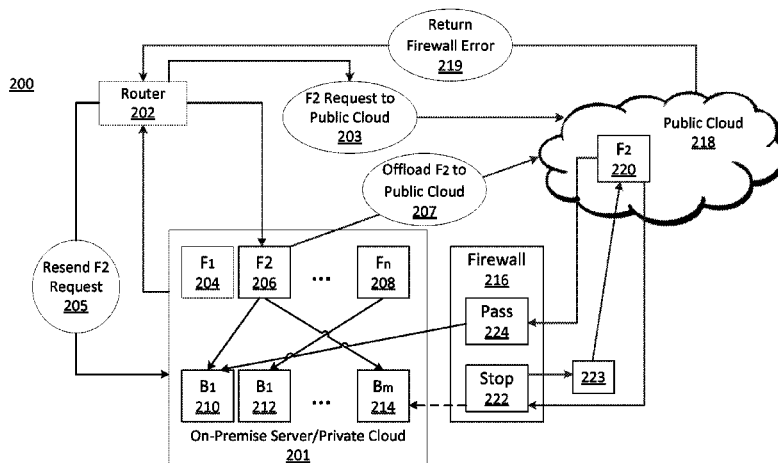 Return
Firewall Error
219
200
Router
202
F2 Request to
Public Cloud
203
Public Cloud
218
F2
220
Offload F2 to
Public Cloud
207
Resend F2
Request
205
F1
204
F2
206
...
Fn
208
Firewall
216
Pass
224
Stop
222
223
B1
210
B1
212
...
Bm
214
On-Premise Server/Private Cloud
201